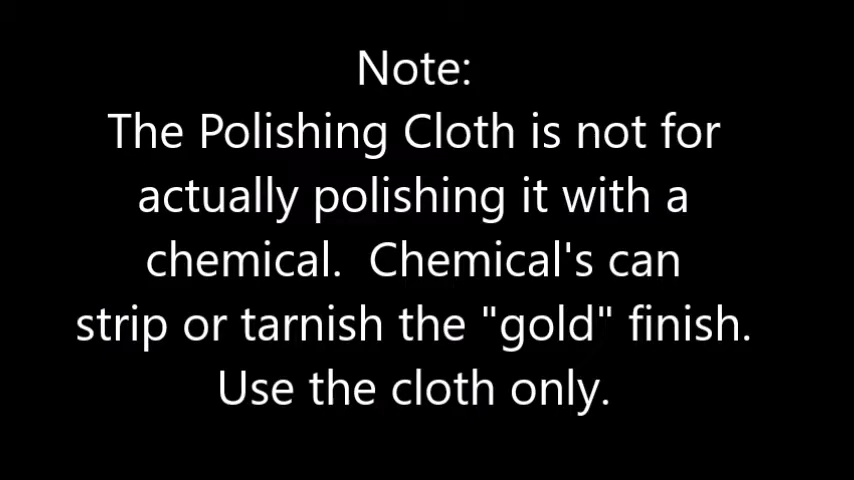 Note:
The Polishing Cloth is not for
actually polishing it with a
chemical.  Chemical's can
strip or tarnish the "gold" finish.
Use the cloth only.